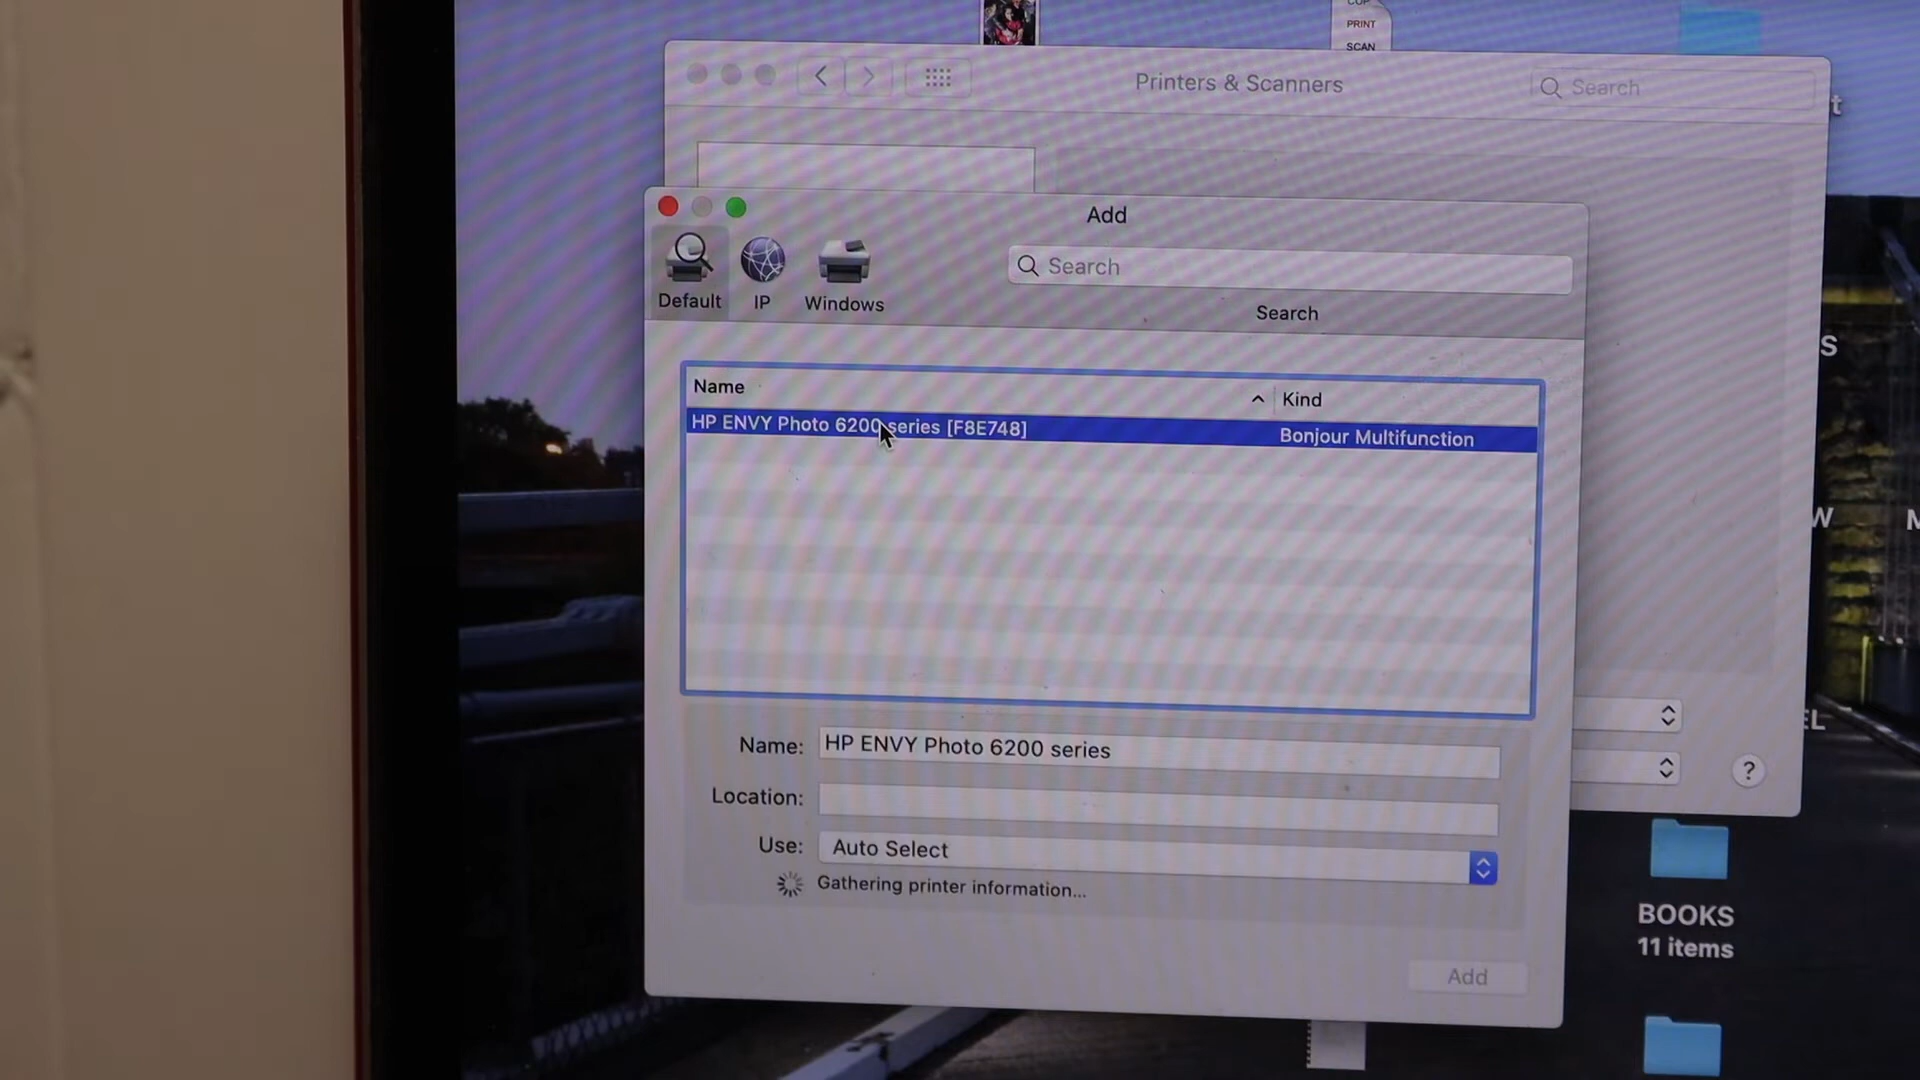 COP
PRINT
SCAN
Printers & Scanners
Search
t
Add
Default
IP
Windows
Search
Search
Name
Kind
HP ENVY Photo 6200 series [F8E748]
Bonjour Multifunction
S
W
M
EL
Name:
HP ENVY Photo 6200 series
Location:
Use:
Auto Select
?
Gathering printer information...
BOOKS
11 items
Add